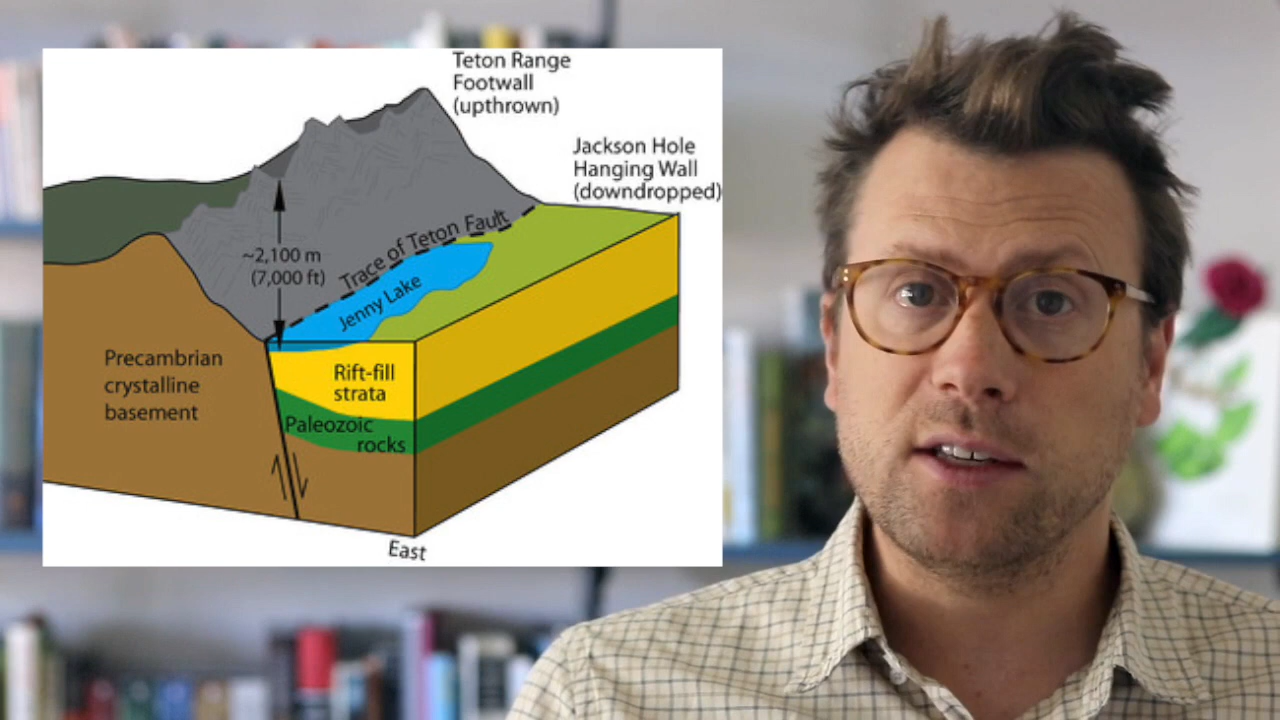 Teton Range
Footwall
(upthrown)
Jackson Hole
Hanging Wall
(downdropped)
Trace of Teton Fault
~2,100 m
(7,000 ft)
Jenny Lake
Precambrian
crystalline
basement
Rift-fill
strata
Paleozoic
rocks
East